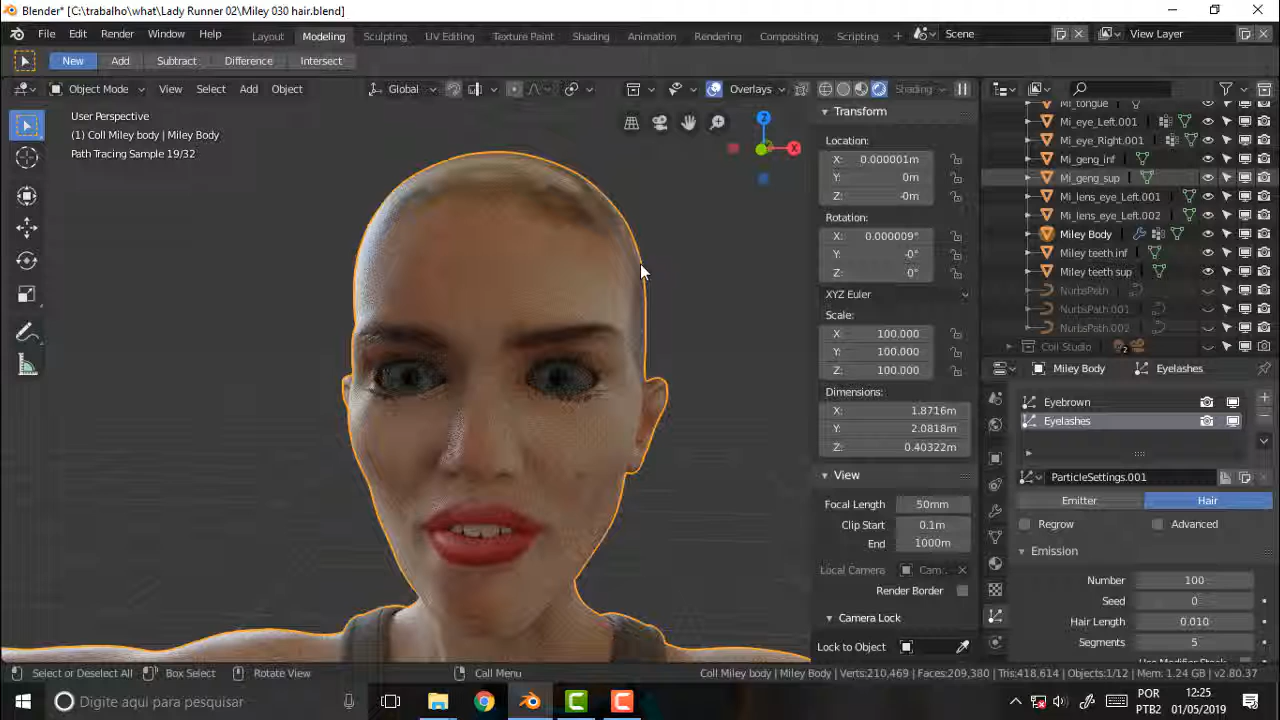 Blender* [C:\trabalho\what\Lady Runner 02\Miley 030 hair.blend]
File Edit Render Window Help Layout Modeling Sculpting UV Editing Texture Paint Shading Animation Rendering Compositing Scripting + Scene View Layer
New Add Subtract Difference Intersect
Object Mode View Select Add Object Global Overlays Shading
User Perspective
(1) Coll Miley body | Miley Body
Path Tracing Sample 19/32
Z
X
Transform
Location:
X: 0.000001m
Y: 0m
Z: -0m
Rotation:
X: 0.000009°
Y: -0°
Z: 0°
XYZ Euler
Scale:
X 100.000
Y: 100.000
Z: 100.000
Dimensions:
X: 1.8716m
Y: 2.0818m
Z: 0.40322m
View
Focal Length 50mm
Clip Start 0.1m
End 1000m
Local Camera Cam..
Render Border
Camera Lock
Lock to Object
Mi_tongue
Mi_eye_Left.001
Mi_eye_Right.001
Mi_geng_inf
Mi_geng_sup
Mi_lens_eye_Left.001
Mi_lens_eye_Left.002
Miley Body
Miley teeth inf
Miley teeth sup
NurbsPath
NurbsPath.001
NurbsPath.002
Coll Studio 2
Miley Body Eyelashes
Eyebrown
Eyelashes
ParticleSettings.001
Emitter Hair
Regrow Advanced
Emission
Number 100
Seed 0
Hair Length 0.010
Segments 5
Use Modifier Stack
Select or Deselect All Box Select Rotate View Call Menu Coll Miley body | Miley Body | Verts:210,469 | Faces:209,380 | Tris:418,614 | Objects:1/12 | Mem: 1.24 GB | v2.80.37
Digite aqui para pesquisar
POR
PTB2
12:25
01/05/2019